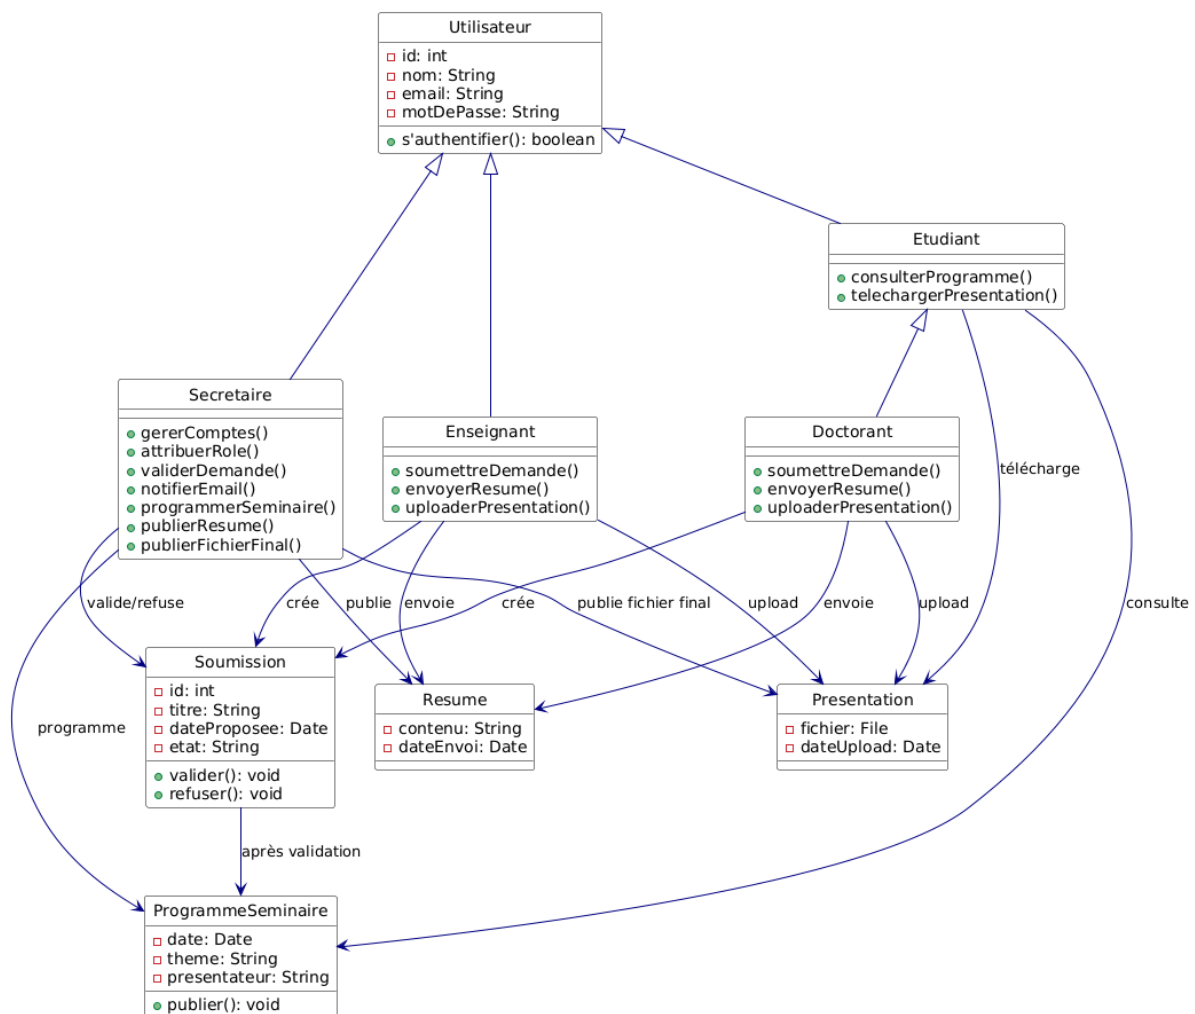 Utilisateur
id: int
nom: String
email: String
motDePasse: String
s'authentifier(): boolean
Etudiant
consulterProgramme()
telechargerPresentation()
Secretaire
gererComptes()
attribuerRole()
validerDemande()
notifierEmail()
programmerSeminaire()
publierResume()
publierFichierFinal()
Enseignant
soumettreDemande()
envoyerResume()
uploaderPresentation()
Doctorant
soumettreDemande()
envoyerResume()
uploaderPresentation()
télécharge
valide/refuse
crée
publie
envoie
crée
publie fichier final
upload
envoie
upload
consulte
Soumission
id: int
titre: String
dateProposee: Date
etat: String
valider(): void
refuser(): void
Resume
contenu: String
dateEnvoi: Date
Presentation
fichier: File
dateUpload: Date
programme
après validation
ProgrammeSeminaire
date: Date
theme: String
presentateur: String
publier(): void